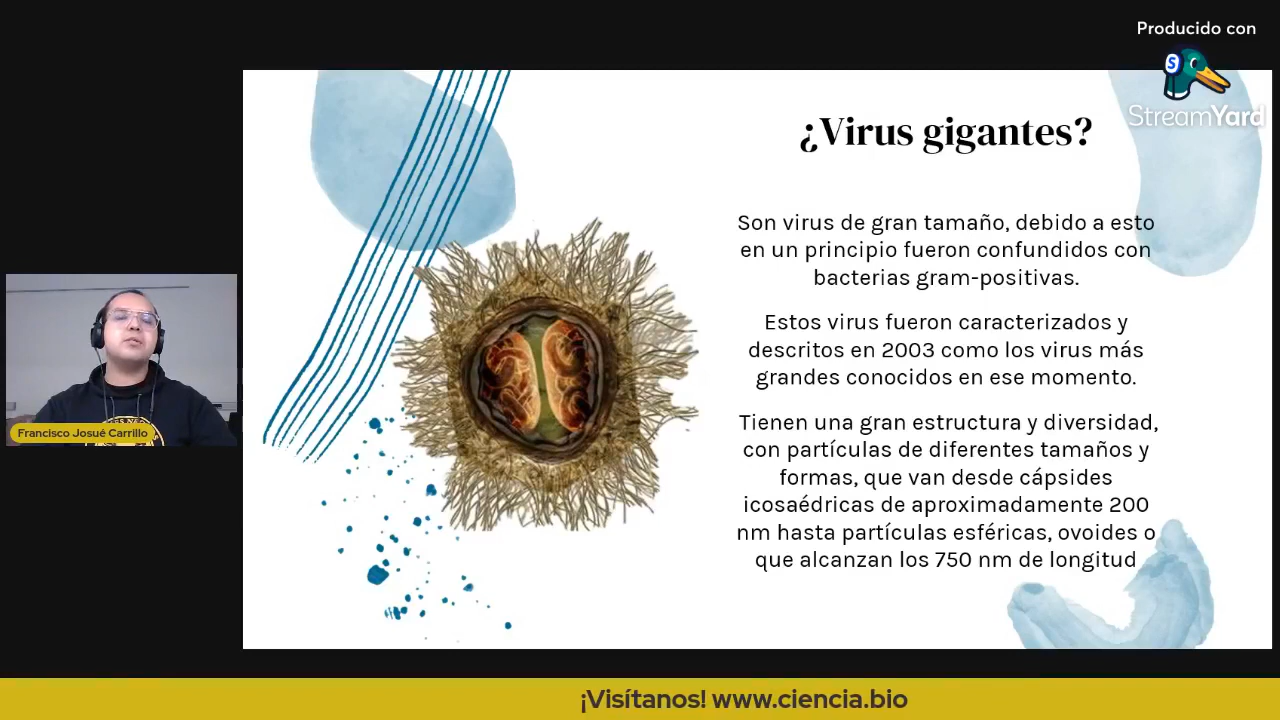 Producido con
StreamYard
¿Virus gigantes?
Son virus de gran tamaño, debido a esto
en un principio fueron confundidos con
bacterias gram-positivas.
Estos virus fueron caracterizados y
descritos en 2003 como los virus más
grandes conocidos en ese momento.
Tienen una gran estructura y diversidad,
con partículas de diferentes tamaños y
formas, que van desde cápsides
icosaédricas de aproximadamente 200
nm hasta partículas esféricas, ovoides o
que alcanzan los 750 nm de longitud
Francisco Josué Carrillo
¡Visítanos! www.ciencia.bio